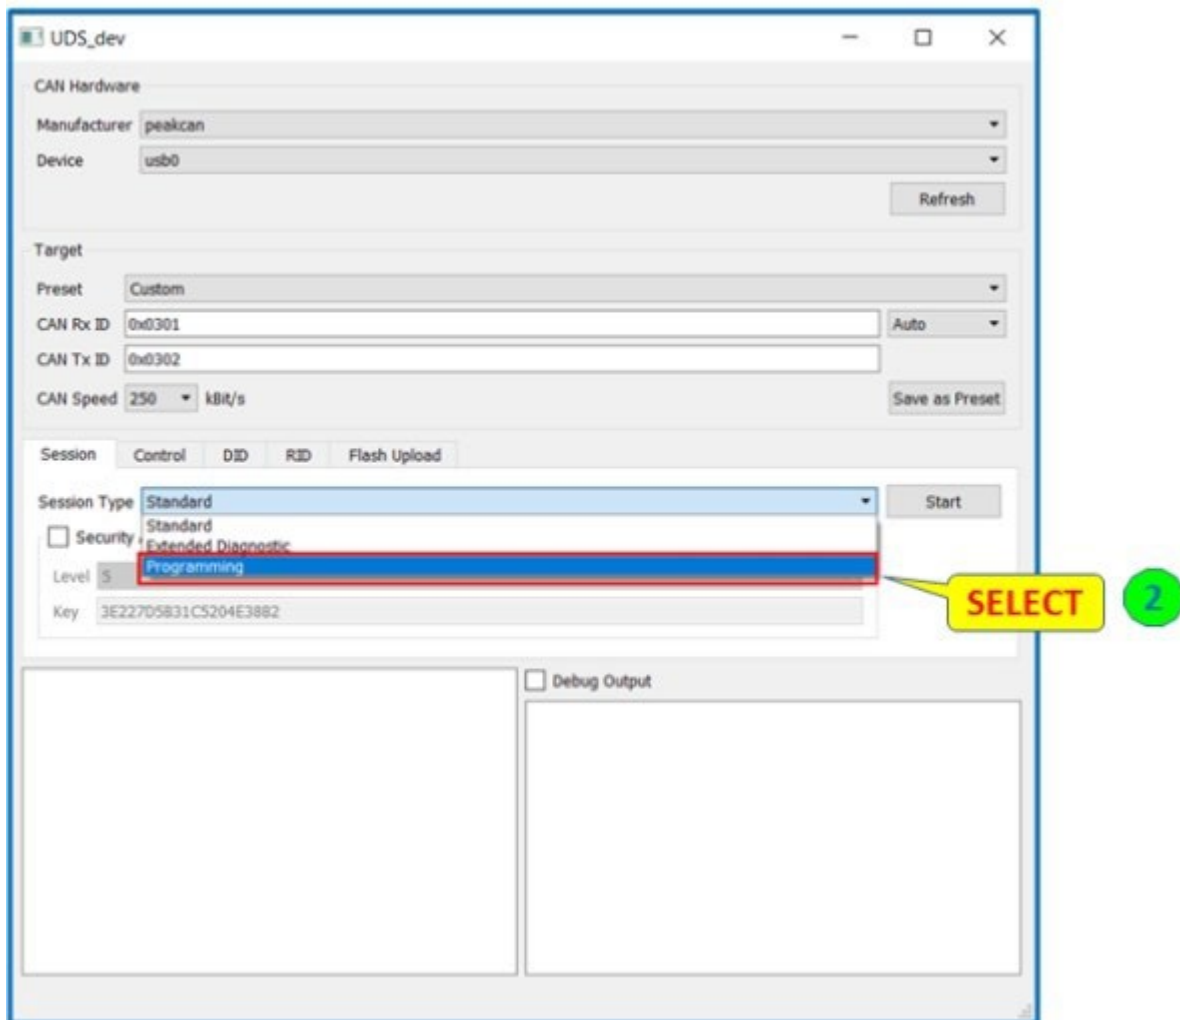 UDS_dev
CAN Hardware
Manufacturer peakcan
Device usb0
Refresh
Target
Preset Custom
CAN Rx ID 0x0301 Auto
CAN Tx ID 0x0302
CAN Speed 250 kBit/s Save as Preset
Session Control DID RID Flash Upload
Session Type Standard Start
Standard
Security
Extended Diagnostic
Programming
Level 5
SELECT 2
Key 3E227D5B31C5204E3882
Debug Output